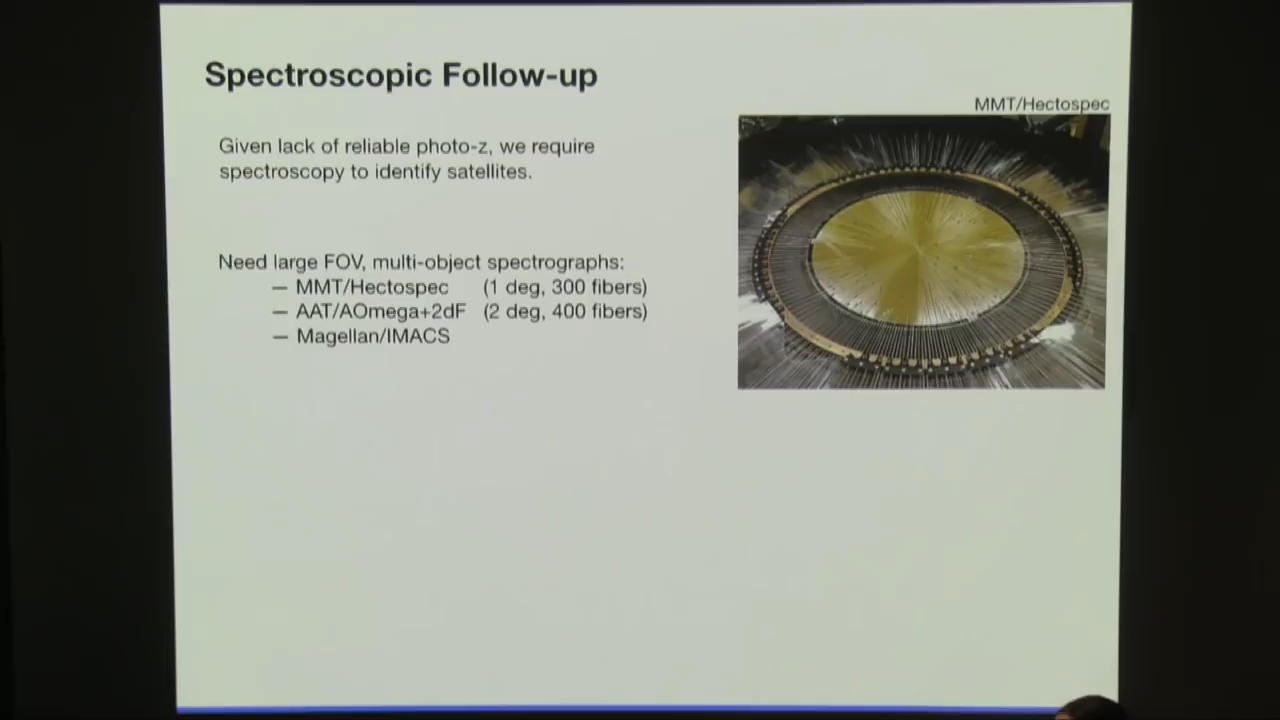 Spectroscopic Follow-up
MMT/Hectospec
Given lack of reliable photo-z, we require
spectroscopy to identify satellites.
Need large FOV, multi-object spectrographs:
— MMT/Hectospec (1 deg, 300 fibers)
— AAT/AOmega+2dF (2 deg, 400 fibers)
— Magellan/IMACS